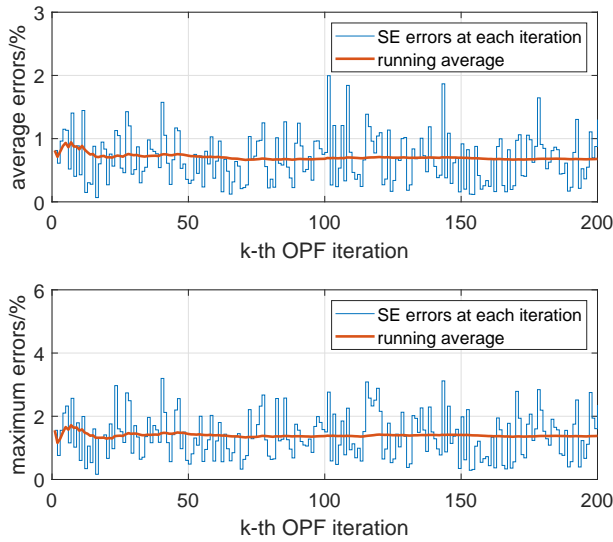 average errors/%
3
2
1
0
SE errors at each iteration
running average
0 50 100 150 200
k-th OPF iteration
maximum errors/%
6
4
2
0
SE errors at each iteration
running average
0 50 100 150 200
k-th OPF iteration